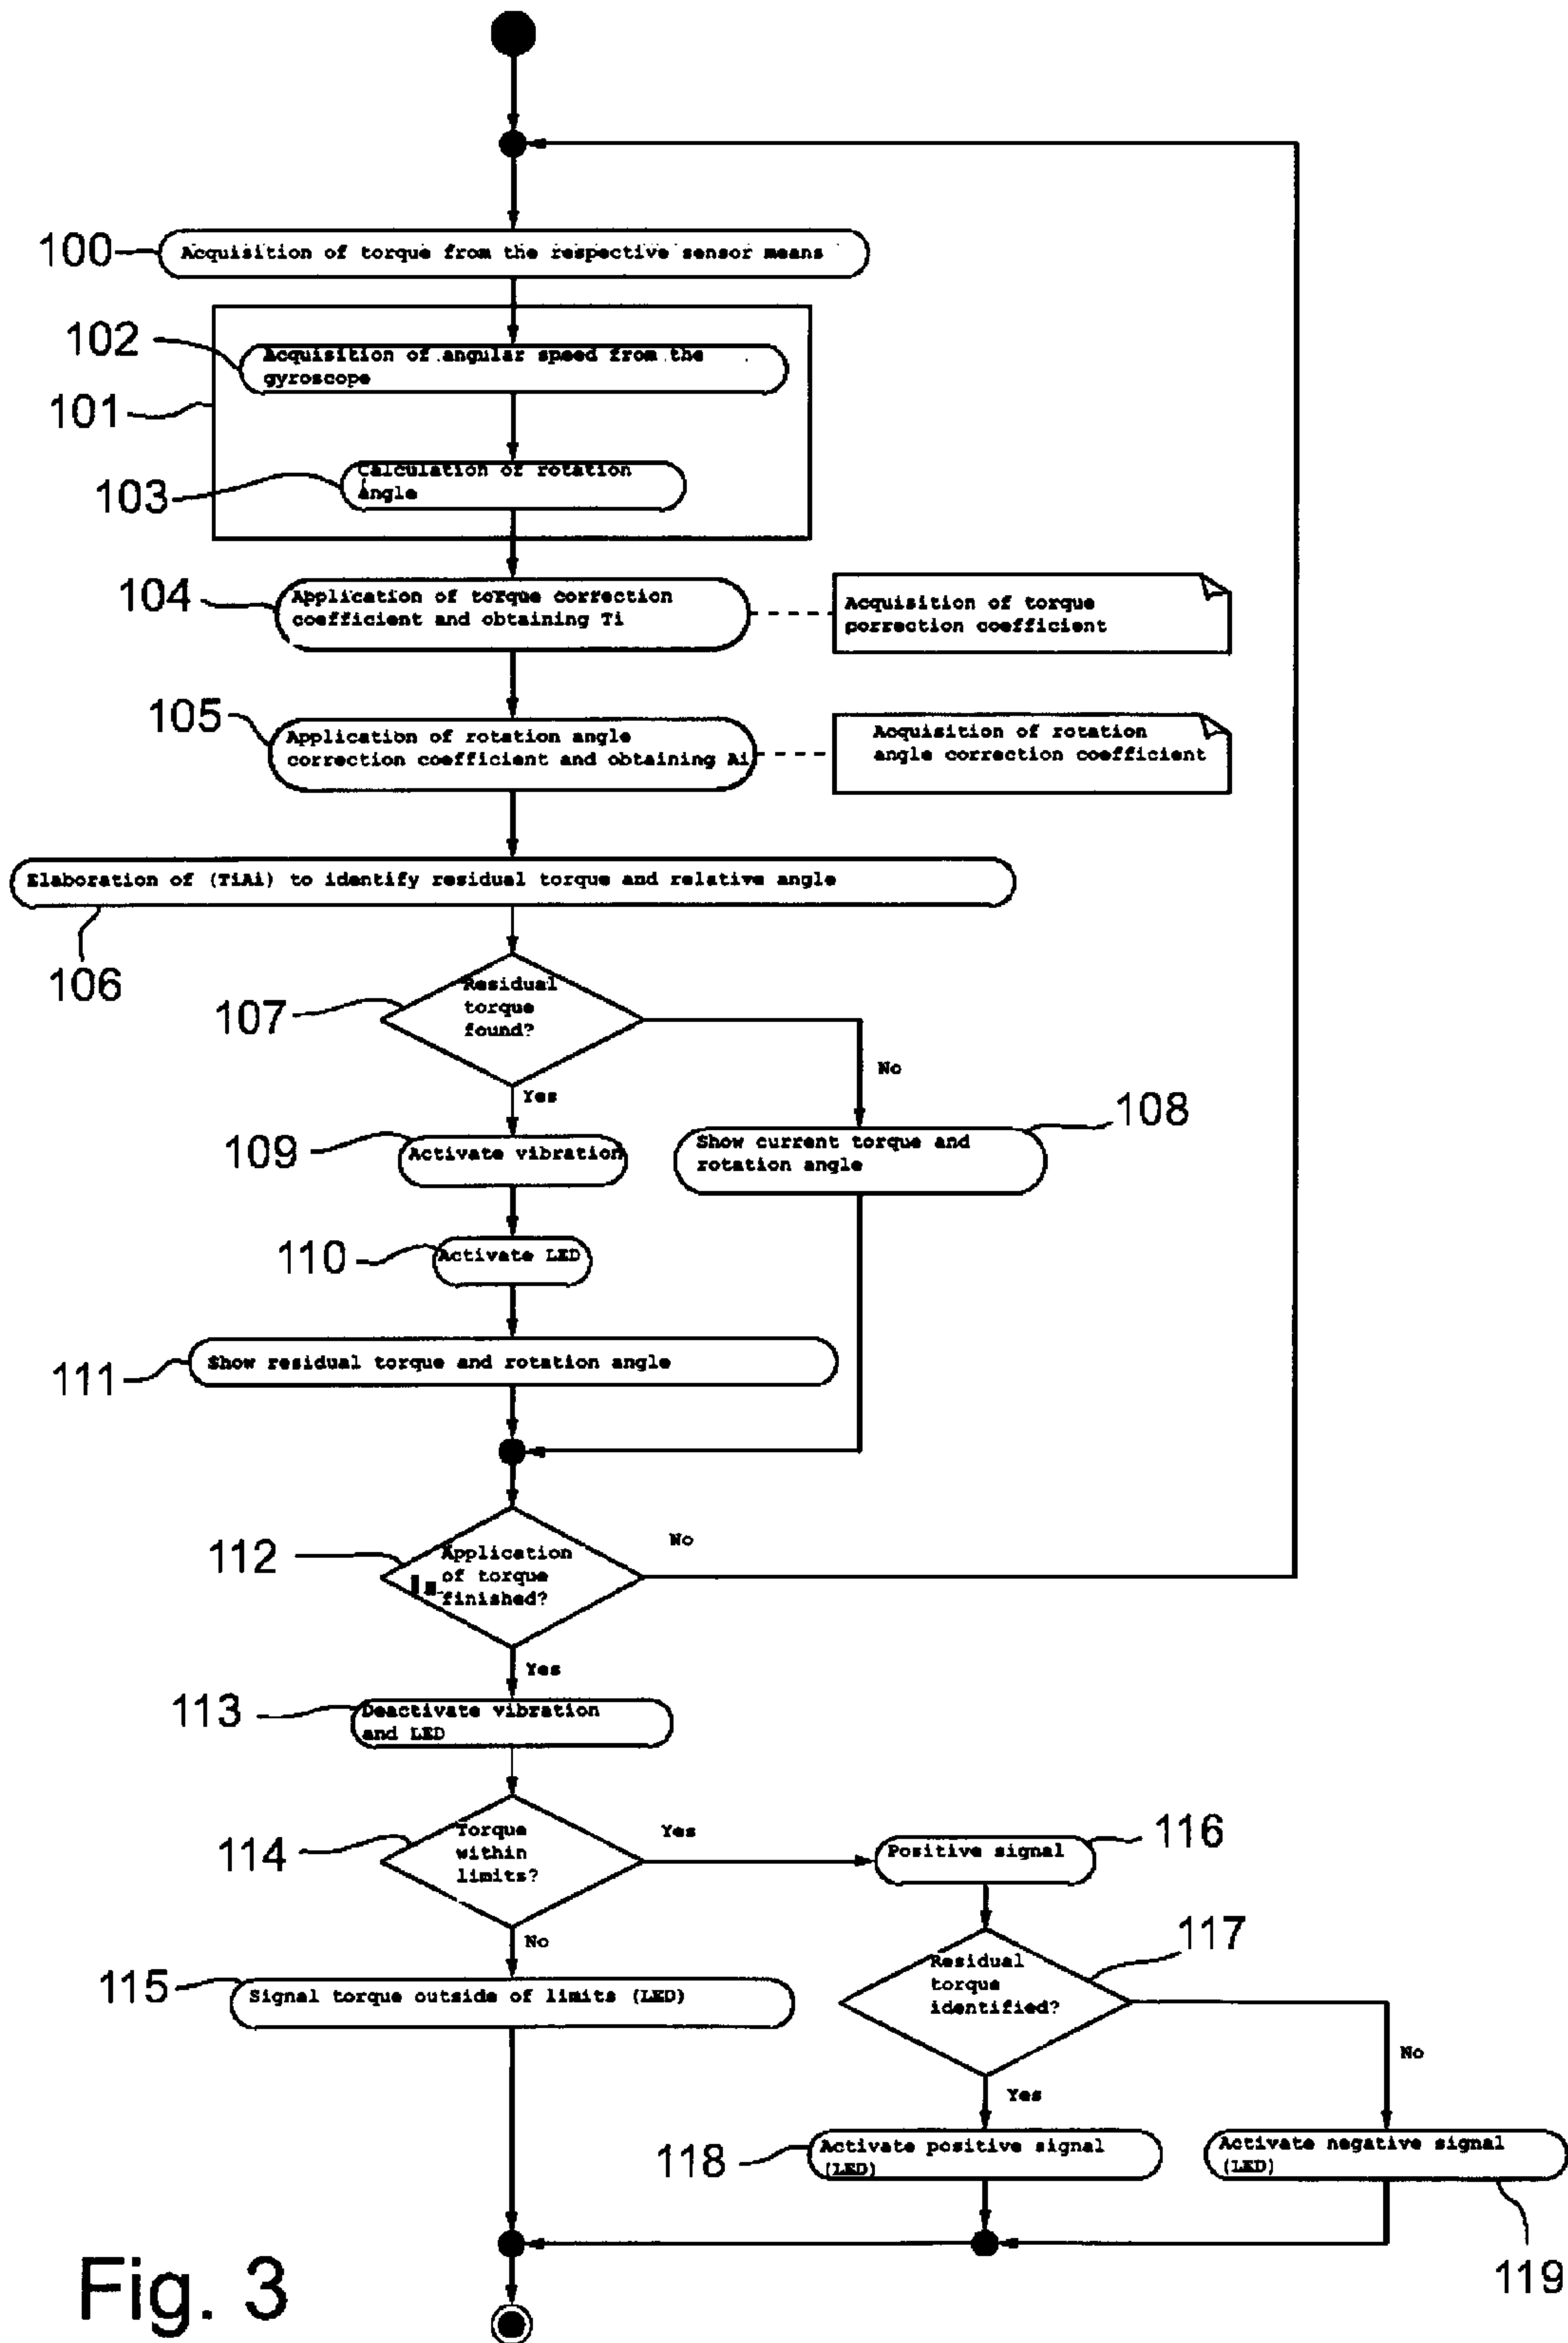 100
Acquisition of torque from the respective sensor means
102
Acquisition of angular speed from the
gyroscope
101
Calculation of rotation
angle
103
104
Application of torque correction
coefficient and obtaining Ti
Acquisition of torque
porrection coefficient
105
Application of rotation angle
correction coefficient and obtaining Ai
Acquisition of rotation
angle correction coefficient
Elaboration of (TiAi) to identify residual torque and relative angle
106
107
Residual
torque
found?
No
Yes
108
109
Activate vibration
Show current torque and
rotation angle
110
Activate LED
111
Show residual torque and rotation angle
112
Application
of torque
finished?
No
Yes
113
Deactivate vibration
and LED
114
Torque
within
limits?
Yes
Positive signal
116
No
117
Residual
torque
identified?
115
Signal torque outside of limits (LED)
No
Yes
118
Activate positive signal
(LED)
Activate negative signal
(LED)
119
Fig. 3